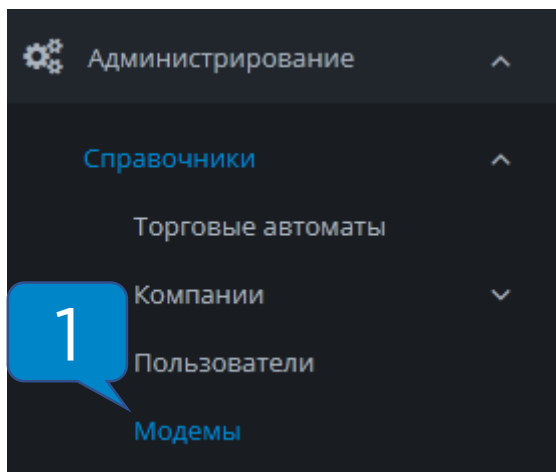 Администрирование
Справочники
Торговые автоматы
Компании
1
Пользователи
Модемы